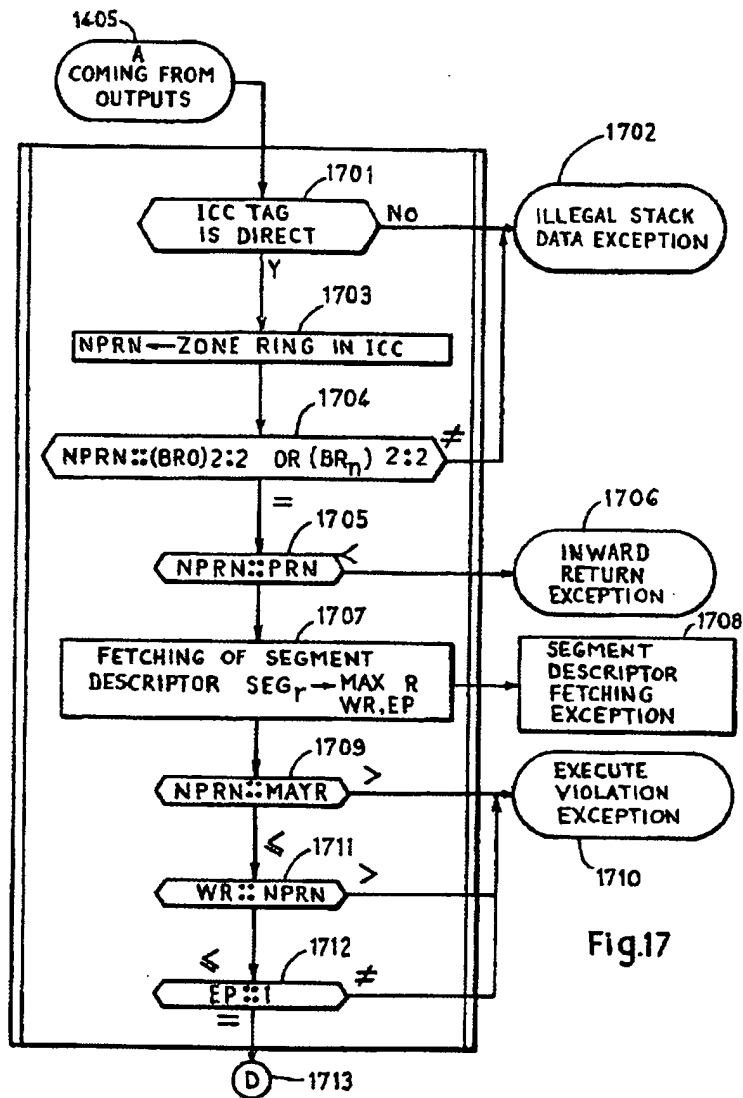 1405
A
COMING FROM
OUTPUTS
1702
1701
ICC TAG
IS DIRECT
No
ILLEGAL STACK
DATA EXCEPTION
Y
1703
NPRN ← ZONE RING IN ICC
1704
NPRN::(BRO)2:2 OR (BRn) 2:2
≠
=
1705
1706
NPRN::PRN
<
INWARD
RETURN
EXCEPTION
1707
1708
FETCHING OF SEGMENT
DESCRIPTOR SEGr → MAX R
WR,EP
SEGMENT
DESCRIPTOR
FETCHING
EXCEPTION
1709
NPRN::MAYR
>
EXECUTE
VIOLATION
EXCEPTION
1710
≤
1711
WR::NPRN
>
≤
1712
EP::1
≠
=
Fig.17
D
1713